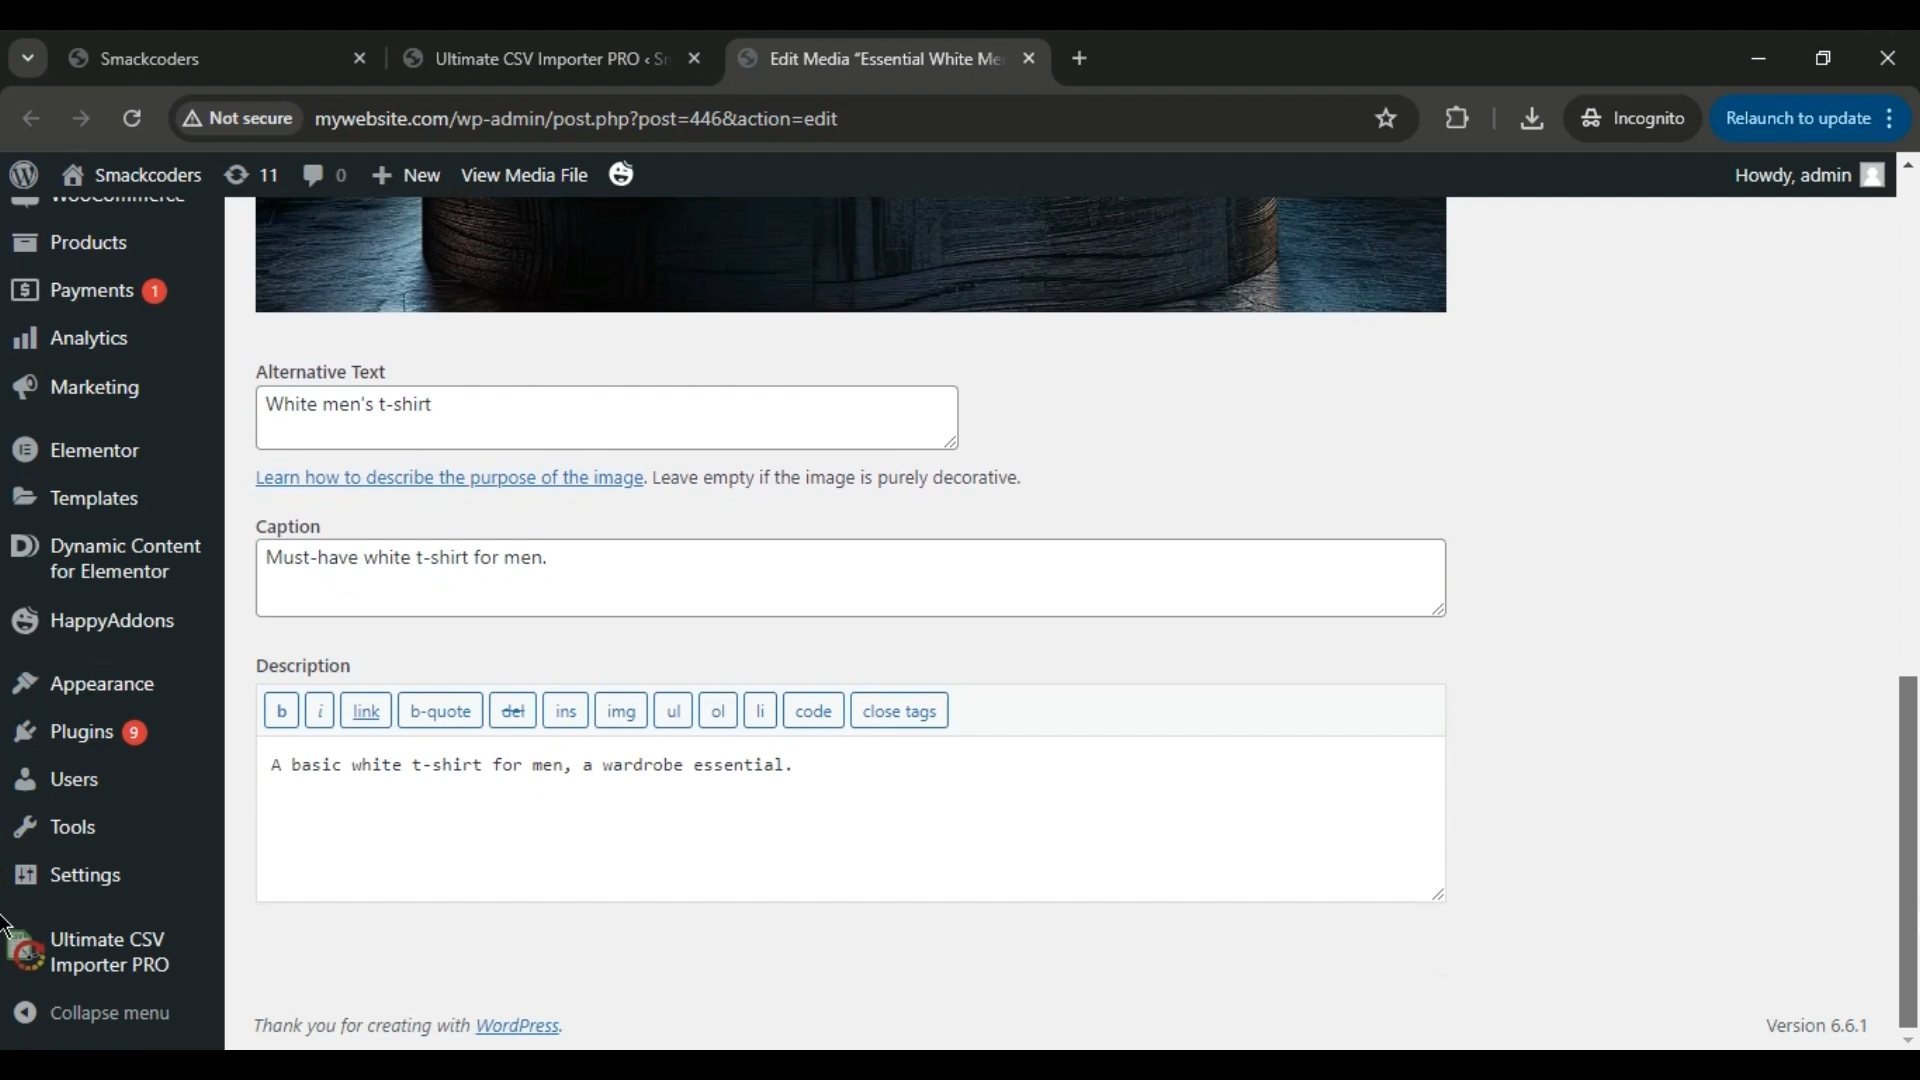 Smackcoders
Ultimate CSV Importer PRO ‹ Sr
Edit Media “Essential White Me
Not secure
mywebsite.com/wp-admin/post.php?post=446&action=edit
Incognito
Relaunch to update
Smackcoders
11
0
New
View Media File
Howdy, admin
WooCommerce
Products
Payments 1
Analytics
Marketing
Elementor
Templates
Dynamic Content
for Elementor
HappyAddons
Appearance
Plugins 9
Users
Tools
Settings
Ultimate CSV
Importer PRO
Collapse menu
Alternative Text
White men's t-shirt
Learn how to describe the purpose of the image. Leave empty if the image is purely decorative.
Caption
Must-have white t-shirt for men.
Description
b i link b-quote del ins img ul ol li code close tags
A basic white t-shirt for men, a wardrobe essential.
Thank you for creating with WordPress.
Version 6.6.1